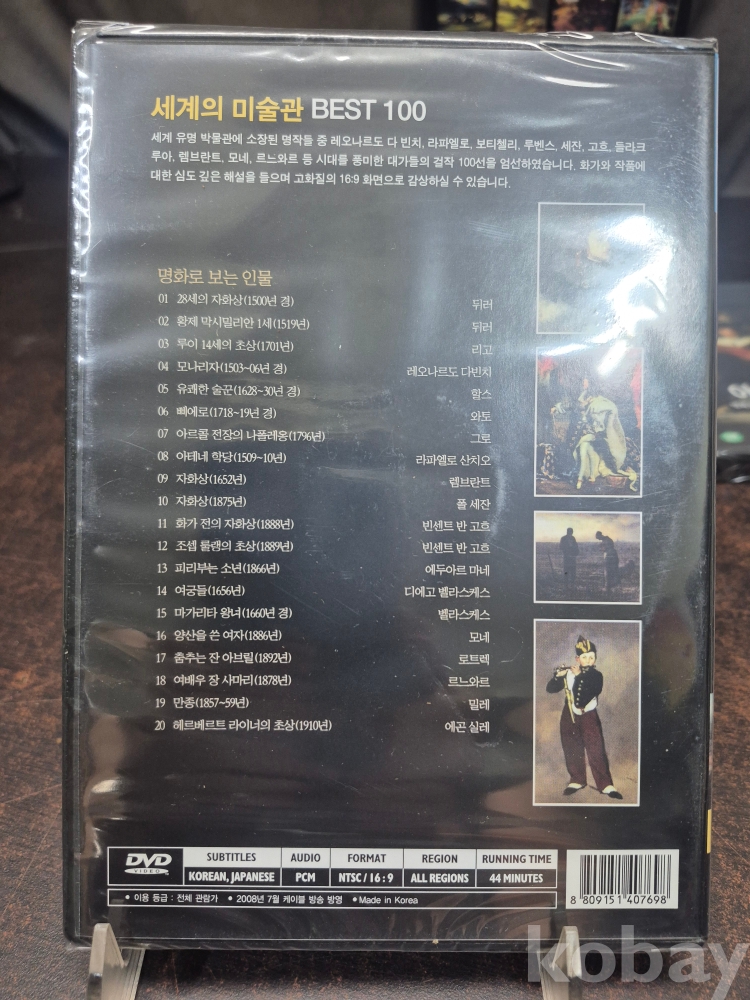 세계의 미술관 BEST 100
세계 유명 박물관에 소장된 명작들 중 레오나르도 다 빈치, 라파엘로, 보티첼리, 루벤스, 세잔, 고흐, 들라크
루아, 렘브란트, 모네, 르느와르 등 시대를 풍미한 대가들의 걸작 100선을 엄선하였습니다. 화가와 작품에
대한 심도 깊은 해설을 들으며 고화질의 16:9 화면으로 감상하실 수 있습니다.
명화로 보는 인물
01 28세의 자화상(1500년 경) 뒤러
02 황제 막시밀리안 1세(1519년) 뒤러
03 루이 14세의 초상(1701년) 리고
04 모나리자(1503~06년 경) 레오나르도 다빈치
05 유쾌한 술꾼(1628~30년 경) 할스
06 삐에로(1718~19년 경) 와토
07 아르콜 전장의 나폴레옹(1796년) 그로
08 아테네 학당(1509~10년) 라파엘로 산치오
09 자화상(1652년) 렘브란트
10 자화상(1875년) 폴 세잔
11 화가 전의 자화상(1888년) 빈센트 반 고흐
12 조셉 룰랭의 초상(1889년) 빈센트 반 고흐
13 피리부는 소년(1866년) 에두아르 마네
14 여궁들(1656년) 디에고 벨라스케스
15 마가리타 왕녀(1660년 경) 벨라스케스
16 양산을 쓴 여자(1886년) 모네
17 춤추는 잔 아브릴(1892년) 로트렉
18 여배우 장 사마리(1878년) 르느와르
19 만종(1857~59년) 밀레
20 헤르베르트 라이너의 초상(1910년) 에곤 실레
DVD VIDEO SUBTITLES AUDIO FORMAT REGION RUNNING TIME
KOREAN, JAPANESE PCM NTSC / 16 : 9 ALL REGIONS 44 MINUTES
• 이용 등급 : 전체 관람가 • 2008년 7월 케이블 방송 방영 •Made in Korea
8 809151 407698
kobay